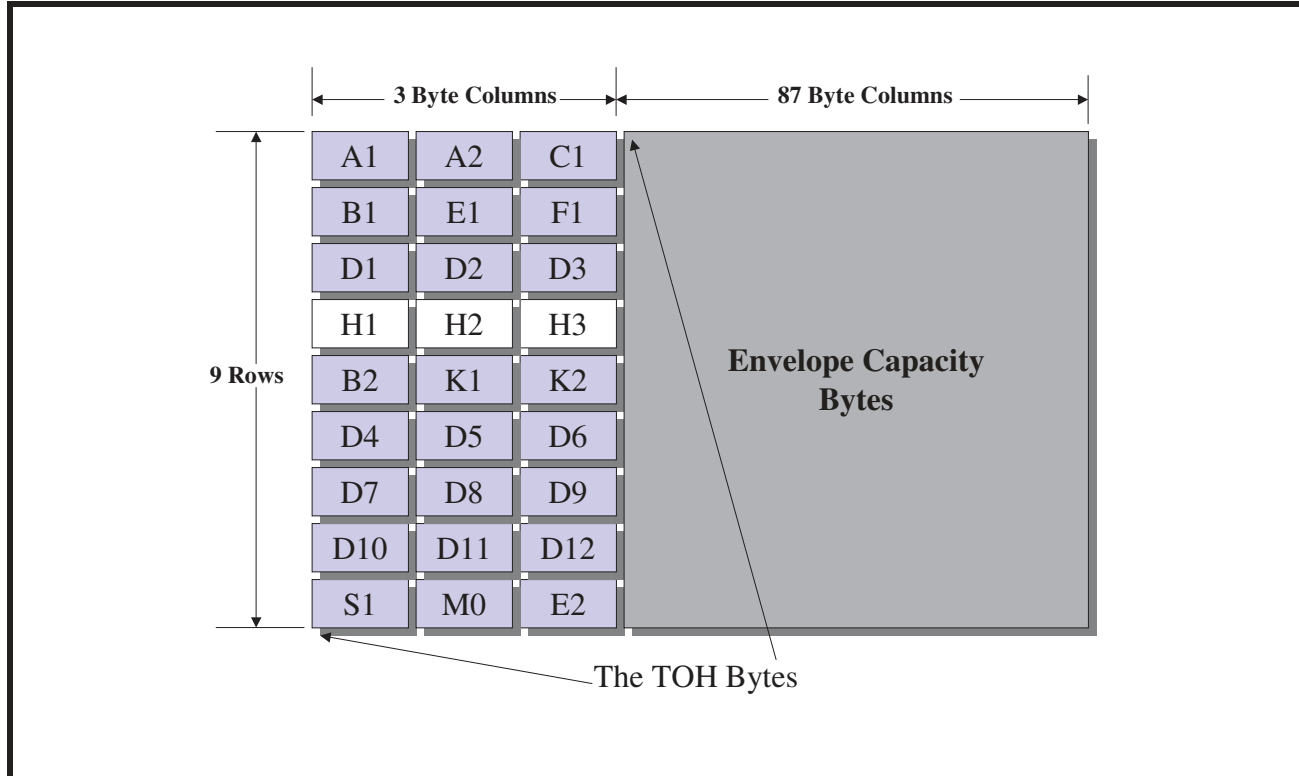 3 Byte Columns
87 Byte Columns
A1 A2 C1
B1 E1 F1
D1 D2 D3
H1 H2 H3
9 Rows
B2 K1 K2
D4 D5 D6
D7 D8 D9
D10 D11 D12
S1 M0 E2
Envelope Capacity
Bytes
The TOH Bytes